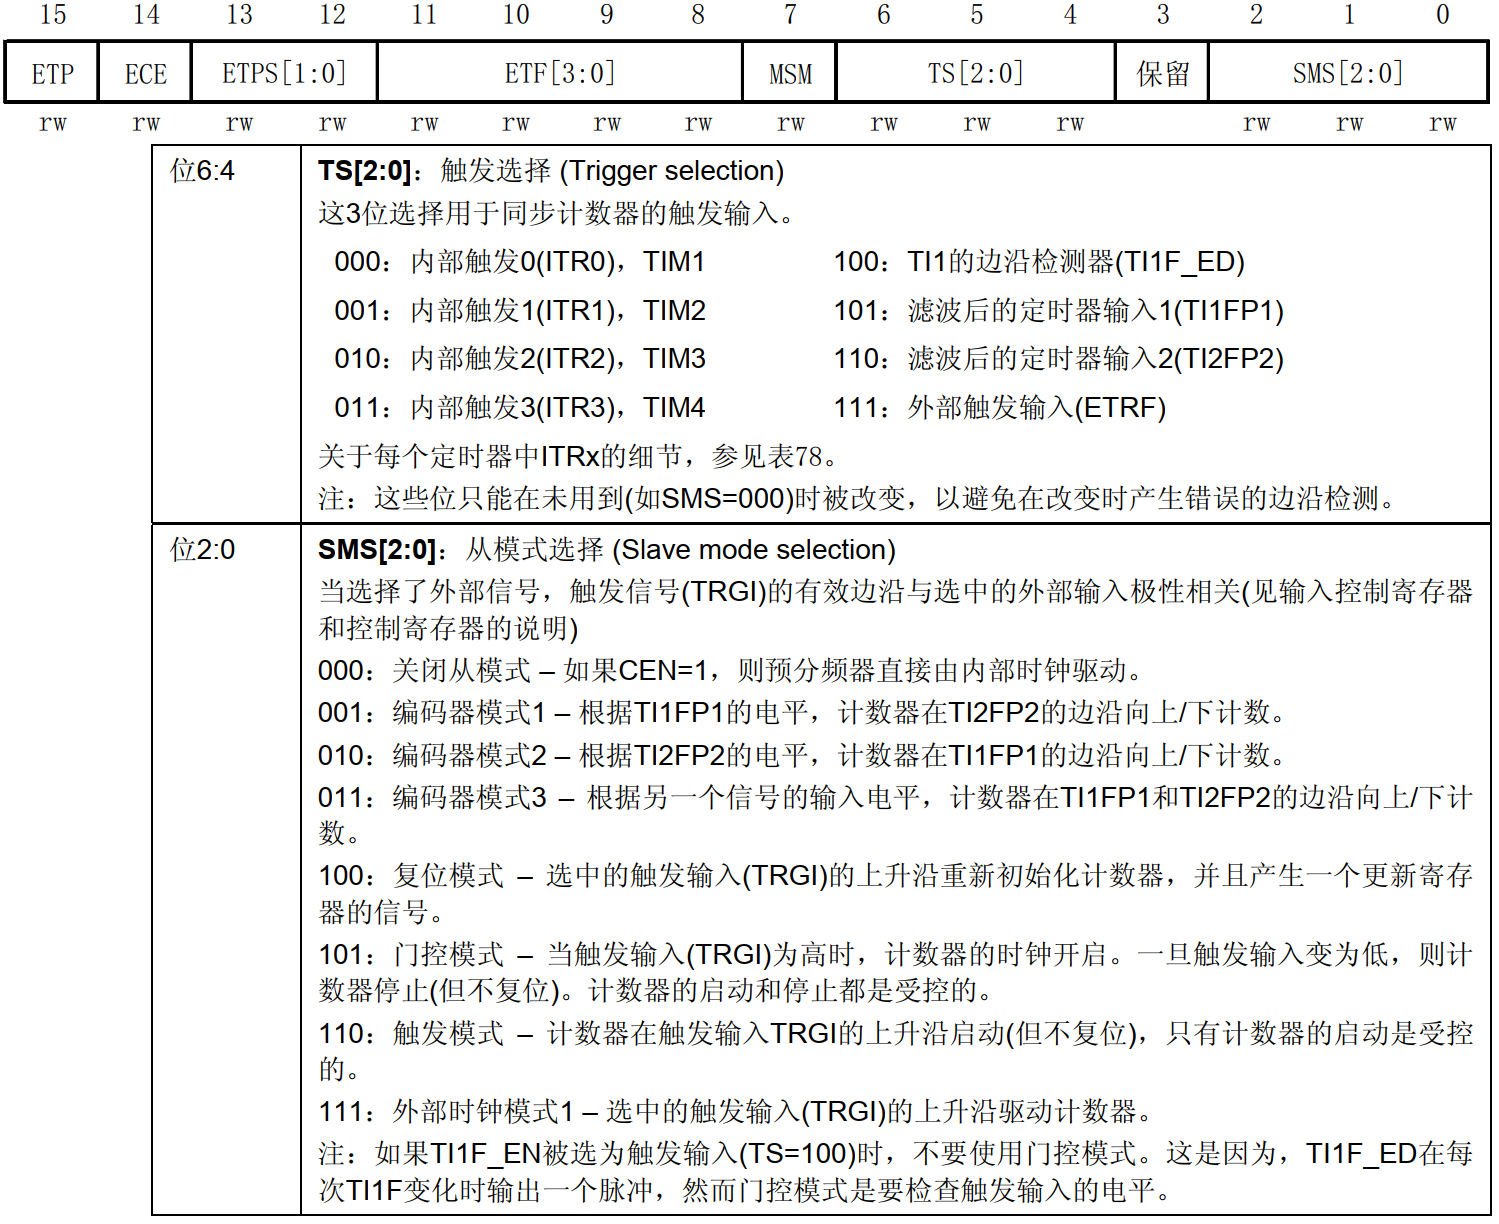 15 14 13 12 11 10 9 8 7 6 5 4 3 2 1 0
ETP ECE ETPS[1:0] ETF[3:0] MSM TS[2:0] 保留 SMS[2:0]
rw rw rw rw rw rw rw rw rw rw rw rw rw rw rw
位6:4 TS[2:0]：触发选择 (Trigger selection)
这3位选择用于同步计数器的触发输入。
000：内部触发0(ITR0)，TIM1 100：TI1的边沿检测器(TI1F_ED)
001：内部触发1(ITR1)，TIM2 101：滤波后的定时器输入1(TI1FP1)
010：内部触发2(ITR2)，TIM3 110：滤波后的定时器输入2(TI2FP2)
011：内部触发3(ITR3)，TIM4 111：外部触发输入(ETRF)
关于每个定时器中ITRx的细节，参见表78。
注：这些位只能在未用到(如SMS=000)时被改变，以避免在改变时产生错误的边沿检测。
位2:0 SMS[2:0]：从模式选择 (Slave mode selection)
当选择了外部信号，触发信号(TRGI)的有效边沿与选中的外部输入极性相关(见输入控制寄存器
和控制寄存器的说明)
000：关闭从模式 – 如果CEN=1，则预分频器直接由内部时钟驱动。
001：编码器模式1 – 根据TI1FP1的电平，计数器在TI2FP2的边沿向上/下计数。
010：编码器模式2 – 根据TI2FP2的电平，计数器在TI1FP1的边沿向上/下计数。
011：编码器模式3 – 根据另一个信号的输入电平，计数器在TI1FP1和TI2FP2的边沿向上/下计
数。
100：复位模式 – 选中的触发输入(TRGI)的上升沿重新初始化计数器，并且产生一个更新寄存
器的信号。
101：门控模式 – 当触发输入(TRGI)为高时，计数器的时钟开启。一旦触发输入变为低，则计
数器停止(但不复位)。计数器的启动和停止都是受控的。
110：触发模式 – 计数器在触发输入TRGI的上升沿启动(但不复位)，只有计数器的启动是受控
的。
111：外部时钟模式1 – 选中的触发输入(TRGI)的上升沿驱动计数器。
注：如果TI1F_EN被选为触发输入(TS=100)时，不要使用门控模式。这是因为，TI1F_ED在每
次TI1F变化时输出一个脉冲，然而门控模式是要检查触发输入的电平。